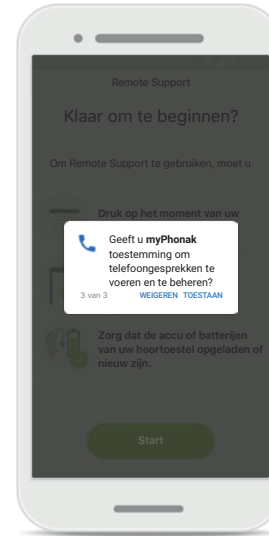 Remote Support
Klaar om te beginnen?
Om Remote Support te gebruiken, moet u
Druk op het moment van uw
Geeft u myPhonak
toestemming om
telefoongesprekken te
voeren en te beheren?
3 van 3 WEIGEREN TOESTAAN
Zorg dat de accu of batterijen
van uw hoortoestel opgeladen of
nieuw zijn.
Start